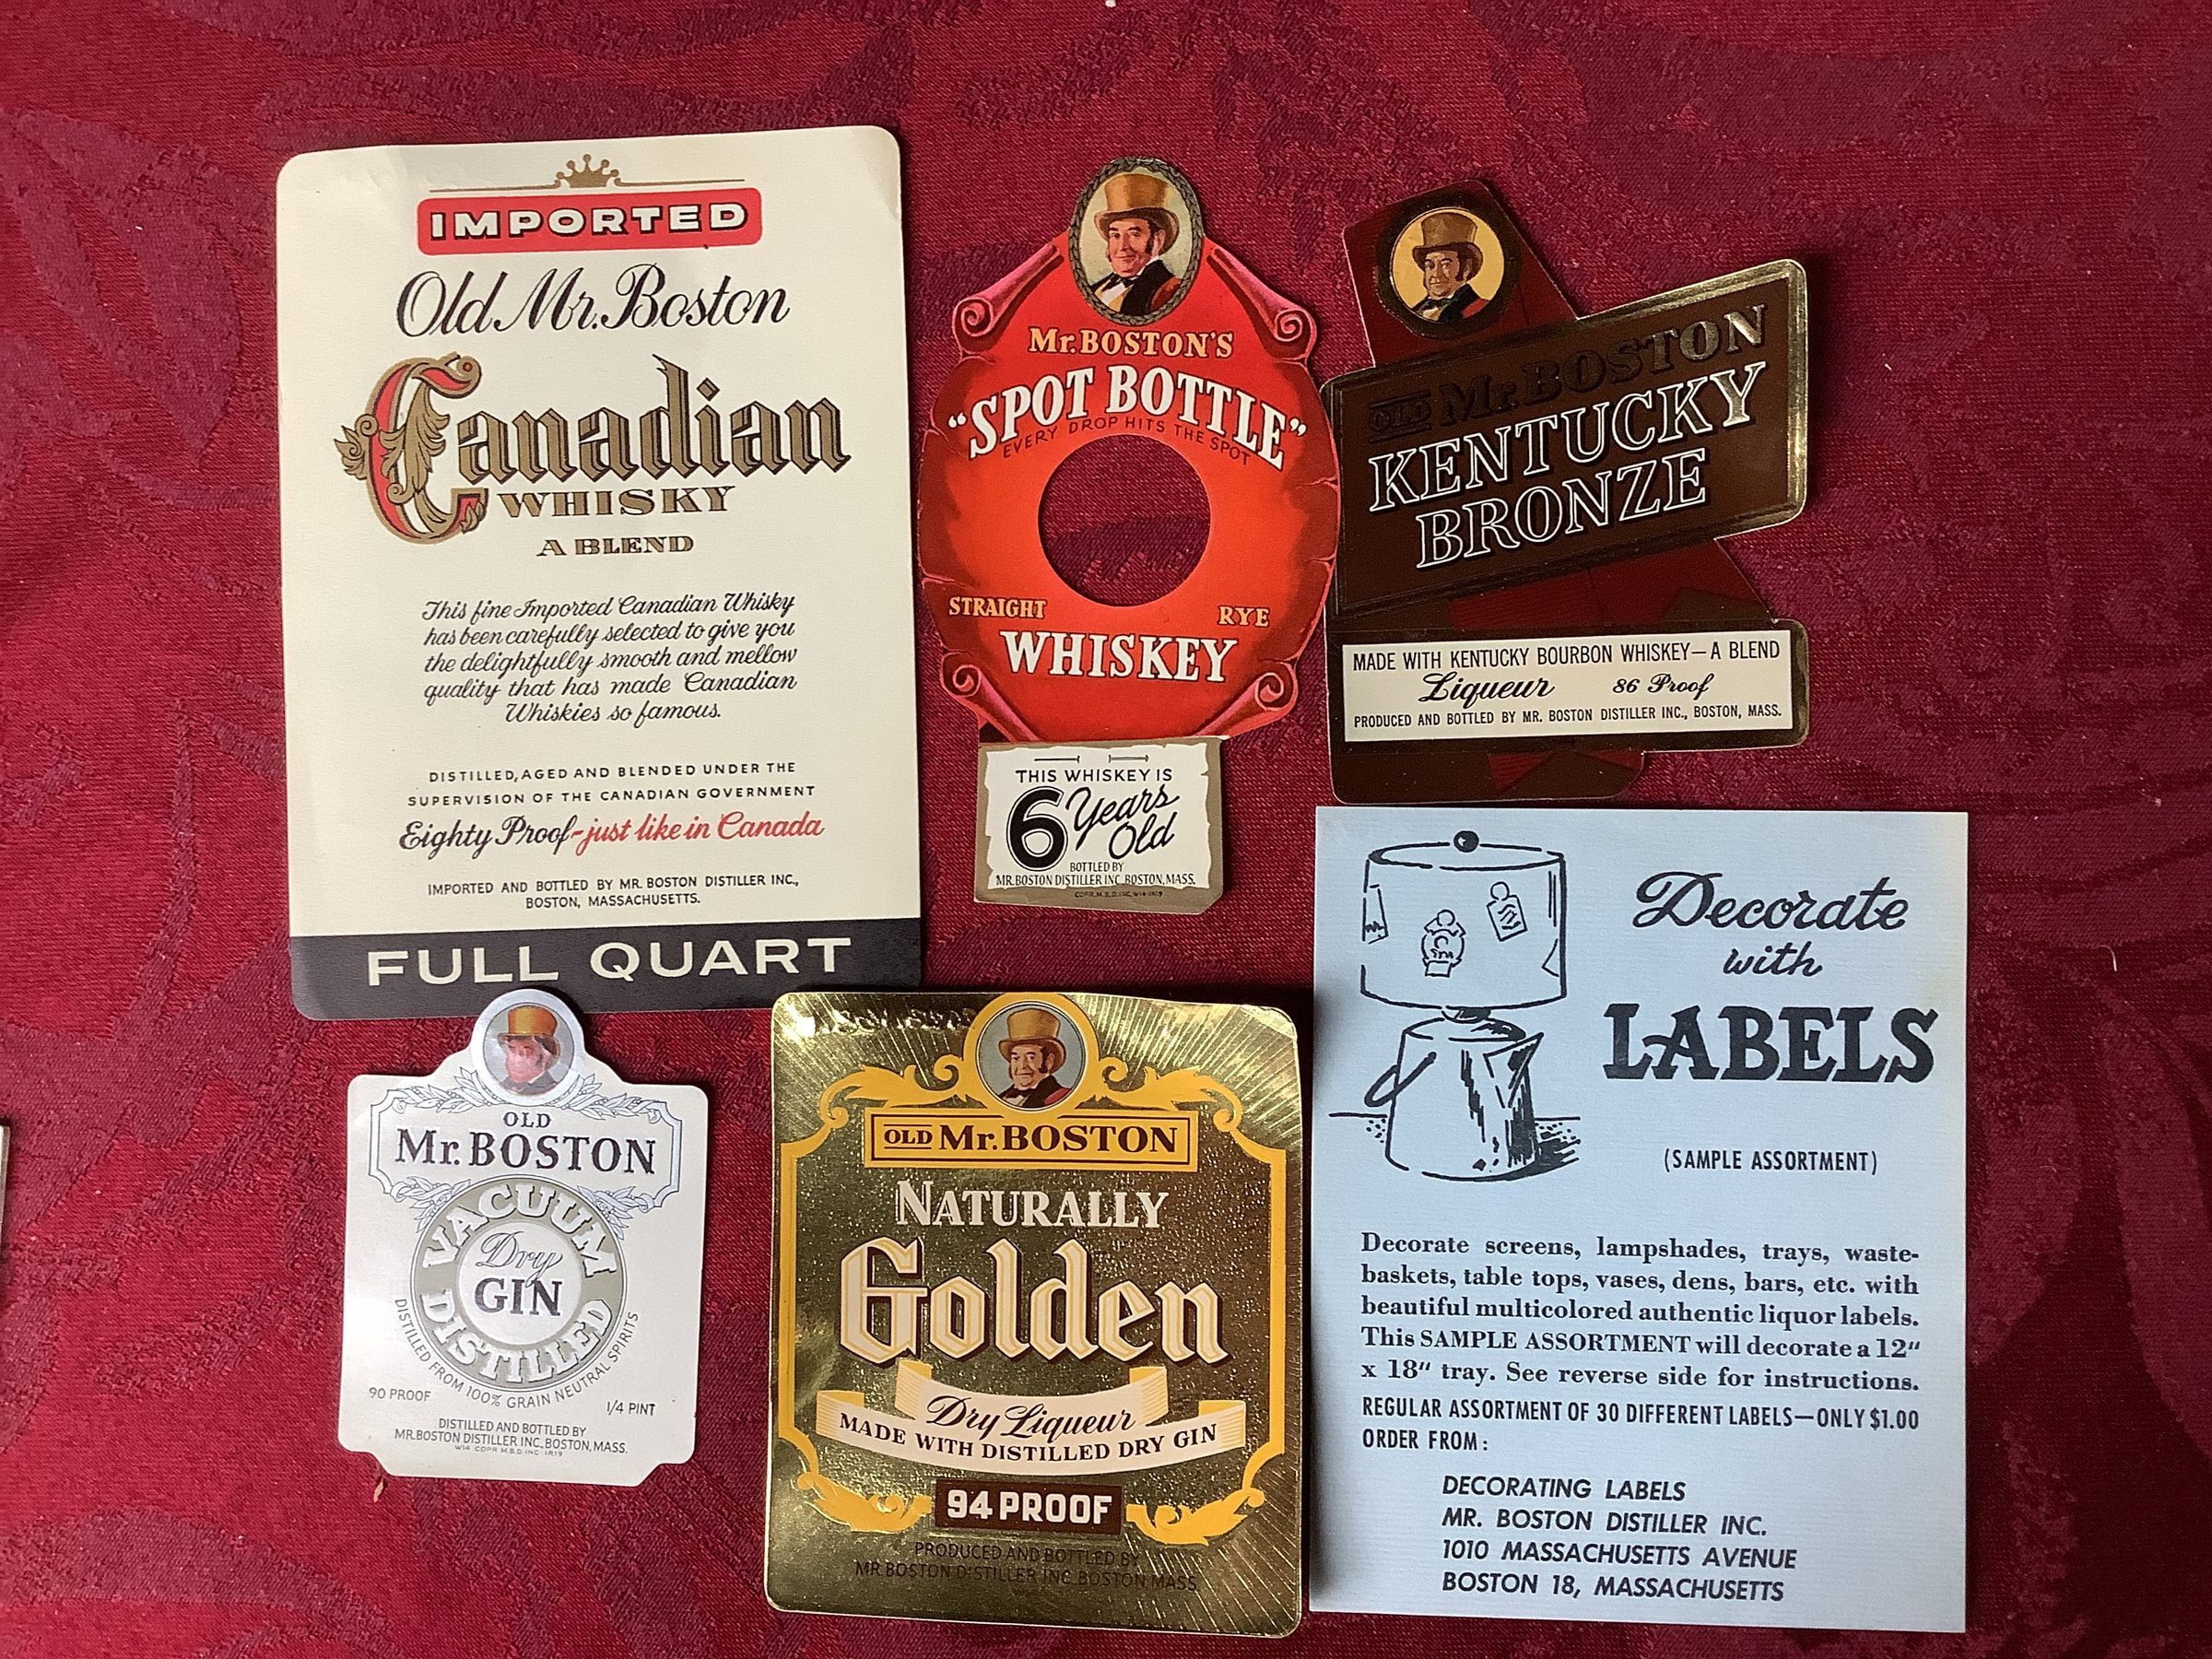 IMPORTED
Old Mr. Boston
Canadian
WHISKY
A BLEND
This fine Imported Canadian Whisky
has been carefully selected to give you
the delightfully smooth and mellow
quality that has made Canadian
Whiskies so famous.
DISTILLED, AGED AND BLENDED UNDER THE
SUPERVISION OF THE CANADIAN GOVERNMENT
Eighty Proof-just like in Canada
IMPORTED AND BOTTLED BY MR. BOSTON DISTILLER INC.,
BOSTON, MASSACHUSETTS.
FULL QUART
Mr. BOSTON'S
"SPOT BOTTLE"
EVERY DROP HITS THE SPOT
STRAIGHT RYE
WHISKEY
THIS WHISKEY IS
6 Years
Old
BOTTLED BY
MR. BOSTON DISTILLER INC. BOSTON, MASS.
COPR. M.B.D. INC. W14-1R19
OLD Mr. BOSTON
KENTUCKY
BRONZE
MADE WITH KENTUCKY BOURBON WHISKEY—A BLEND
Liqueur 86 Proof
PRODUCED AND BOTTLED BY MR. BOSTON DISTILLER INC., BOSTON, MASS.
OLD
Mr. BOSTON
VACUUM
Dry
GIN
DISTILLED
DISTILLED FROM 100% GRAIN NEUTRAL SPIRITS
90 PROOF 1/4 PINT
DISTILLED AND BOTTLED BY
MR. BOSTON DISTILLER INC. BOSTON, MASS.
W14 COPR. M.B.D. INC. 1R19
OLD Mr. BOSTON
NATURALLY
Golden
Dry Liqueur
MADE WITH DISTILLED DRY GIN
94 PROOF
PRODUCED AND BOTTLED BY
MR. BOSTON DISTILLER INC. BOSTON, MASS.
Decorate
with
LABELS
(SAMPLE ASSORTMENT)
Decorate screens, lampshades, trays, waste-
baskets, table tops, vases, dens, bars, etc. with
beautiful multicolored authentic liquor labels.
This SAMPLE ASSORTMENT will decorate a 12"
x 18" tray. See reverse side for instructions.
REGULAR ASSORTMENT OF 30 DIFFERENT LABELS—ONLY $1.00
ORDER FROM:
DECORATING LABELS
MR. BOSTON DISTILLER INC.
1010 MASSACHUSETTS AVENUE
BOSTON 18, MASSACHUSETTS